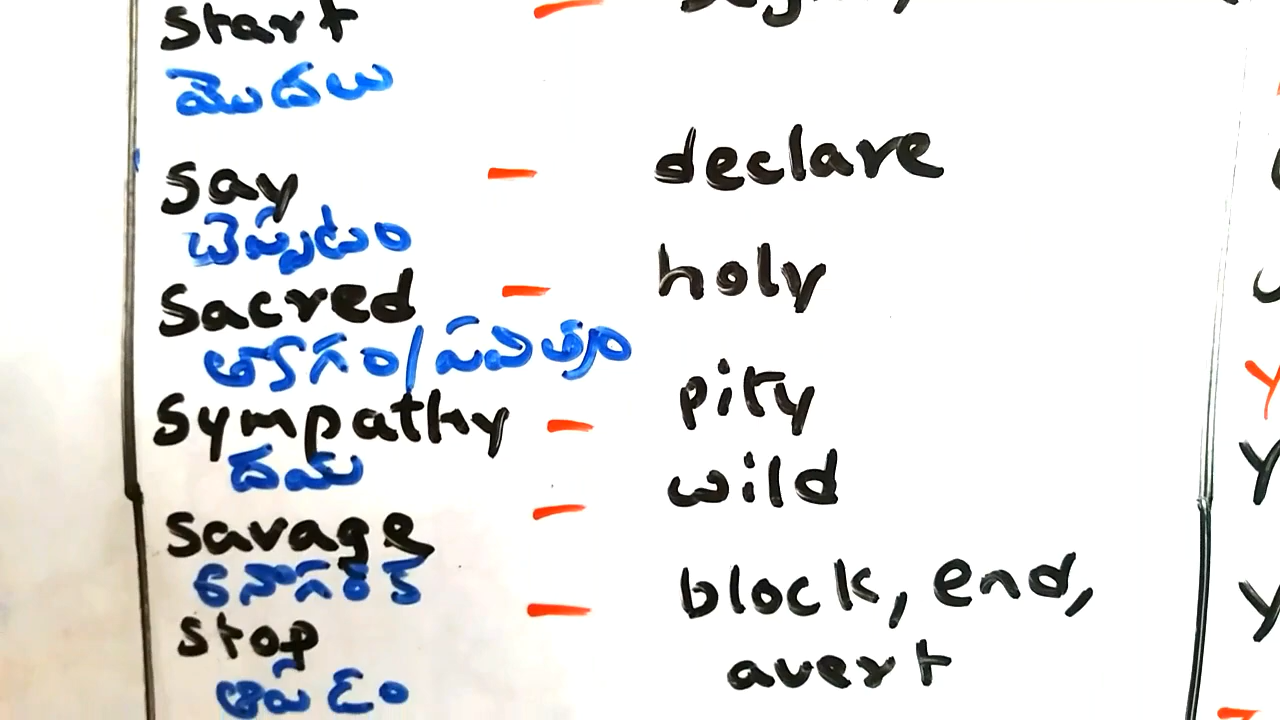 start -
మొదలు
say - declare
చెప్పటం
sacred - holy
త్యాగం/పవిత్రం
sympathy - pity
దయ
savage - wild
అనాగరిక
stop - block, end,
avert
ఆపడం